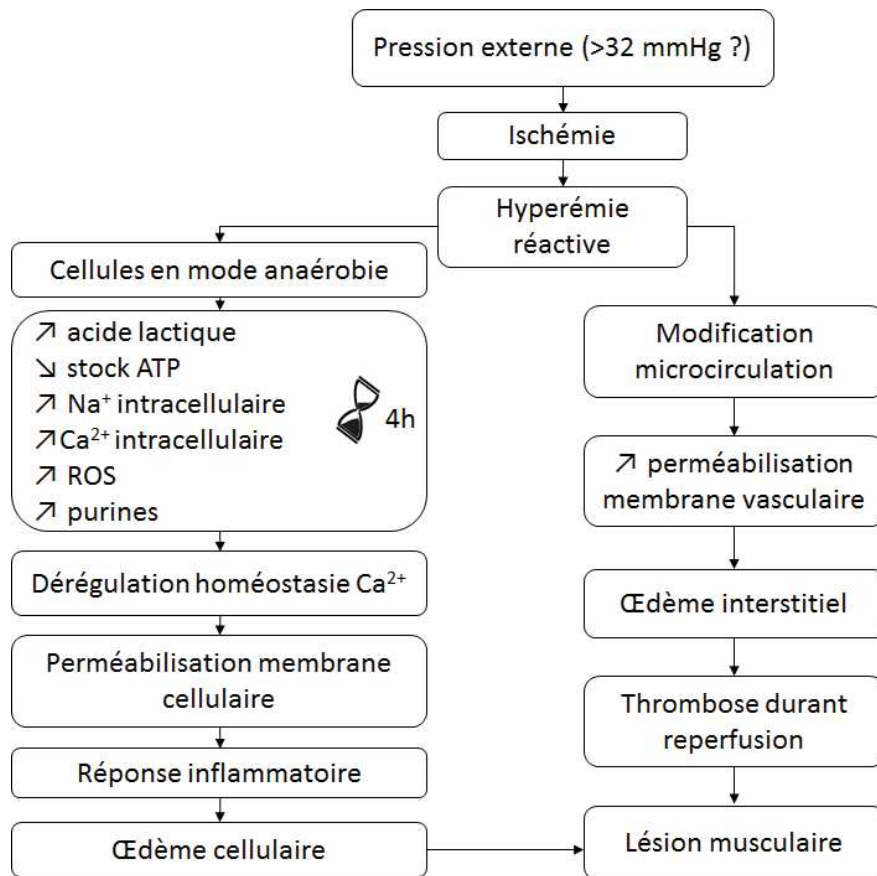 Pression externe (>32 mmHg ?)
Ischémie
Hyperémie
réactive
Cellules en mode anaérobie
↗ acide lactique
↘ stock ATP
↗ Na⁺ intracellulaire
↗Ca²⁺ intracellulaire
↗ ROS
↗ purines
4h
Dérégulation homéostasie Ca²⁺
Perméabilisation membrane
cellulaire
Réponse inflammatoire
Œdème cellulaire
Modification
microcirculation
↗ perméabilisation
membrane vasculaire
Œdème interstitiel
Thrombose durant
reperfusion
Lésion musculaire